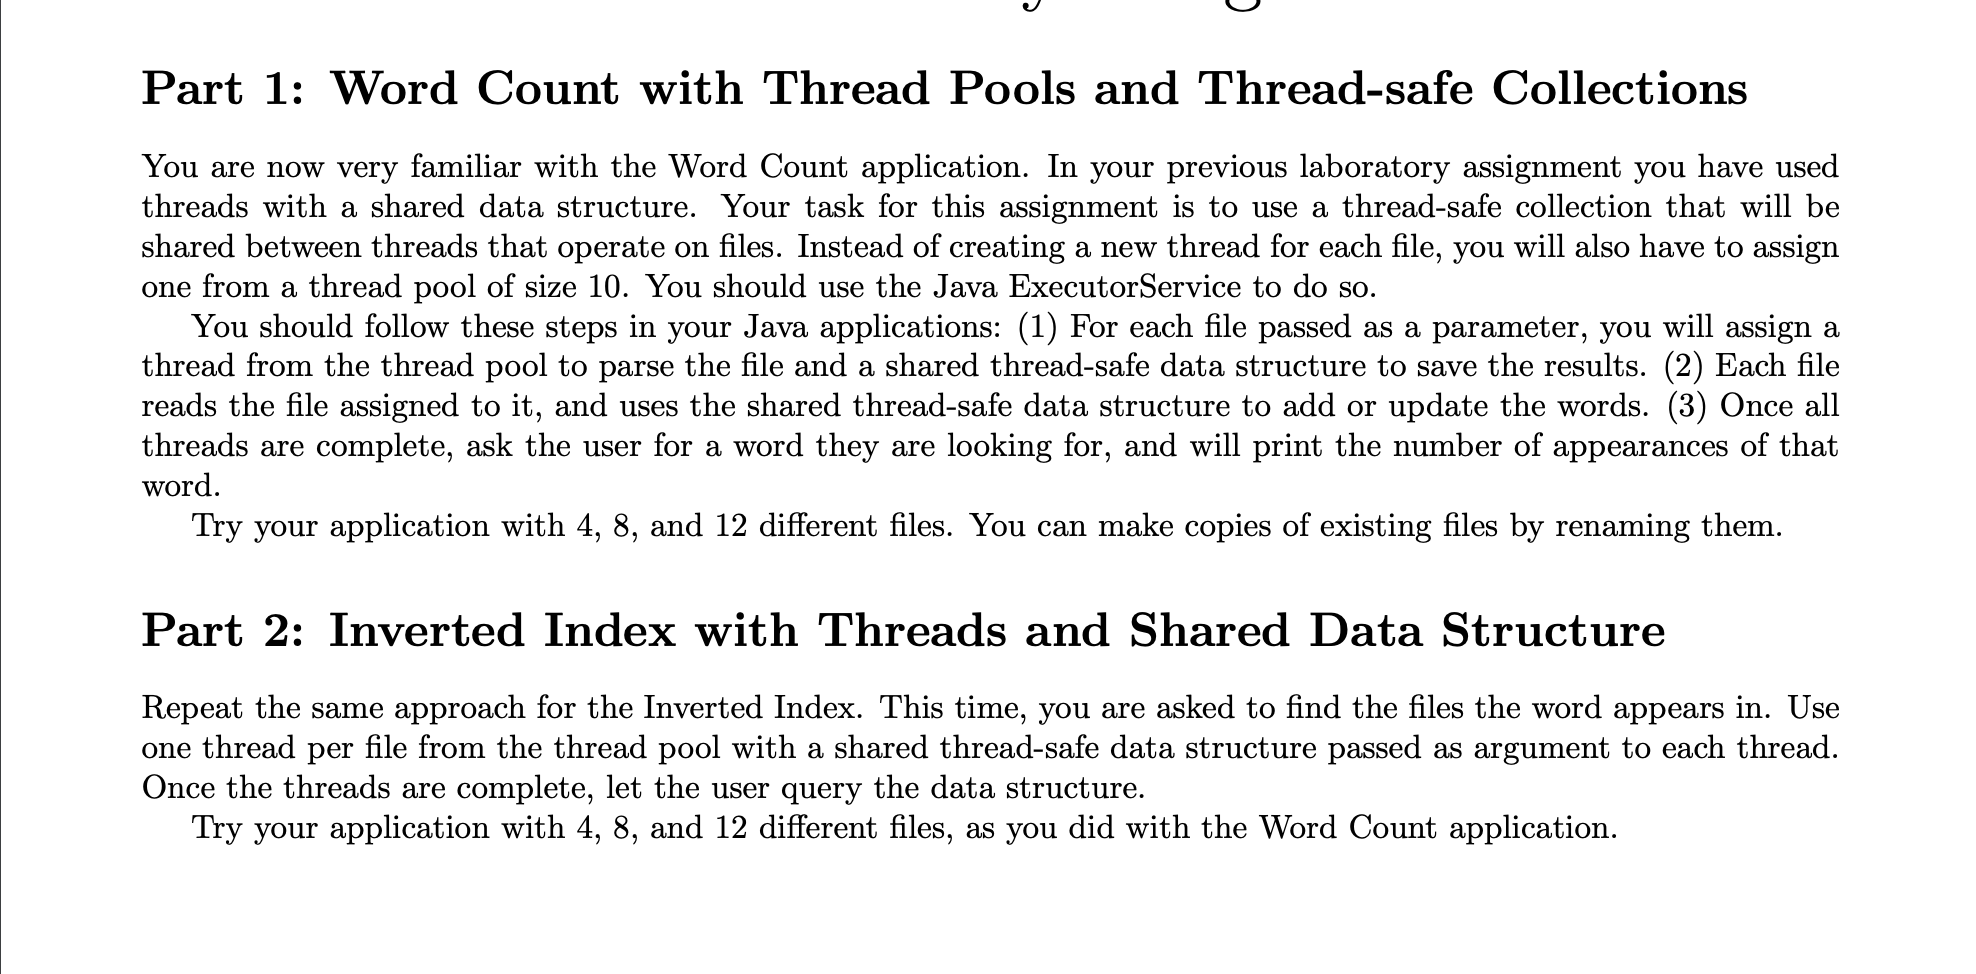 Part 1: Word Count with Thread Pools and Thread-safe Collections
You are now very familiar with the Word Count application. In your previous laboratory assignment you have used
threads with a shared data structure. Your task for this assignment is to use a thread-safe collection that will be
shared between threads that operate on files. Instead of creating a new thread for each file, you will also have to assign
one from a thread pool of size 10. You should use the Java ExecutorService to do so.
You should follow these steps in your Java applications: (1) For each file passed as a parameter, you will assign a
thread from the thread pool to parse the file and a shared thread-safe data structure to save the results. (2) Each file
reads the file assigned to it, and uses the shared thread-safe data structure to add or update the words. (3) Once all
threads are complete, ask the user for a word they are looking for, and will print the number of appearances of that
word.
Try your application with 4, 8, and 12 different files. You can make copies of existing files by renaming them.
Part 2: Inverted Index with Threads and Shared Data Structure
Repeat the same approach for the Inverted Index. This time, you are asked to find the files the word appears in. Use
one thread per file from the thread pool with a shared thread-safe data structure passed as argument to each thread.
Once the threads are complete, let the user query the data structure.
Try your application with 4, 8, and 12 different files, as you did with the Word Count application.